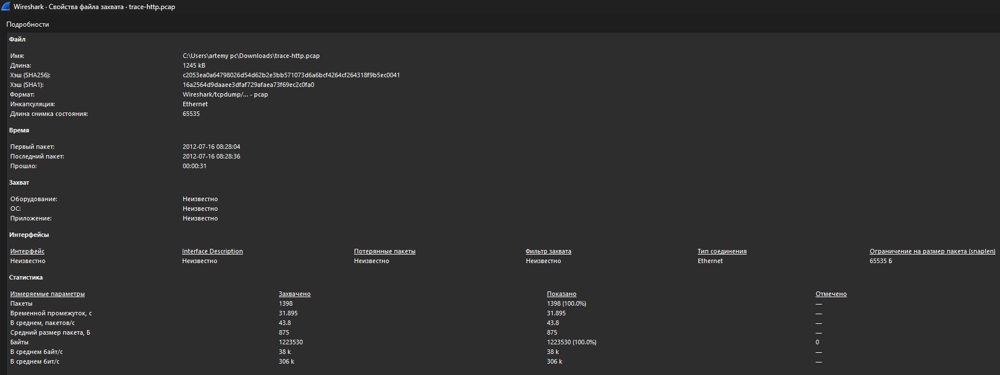 Wireshark · Свойства файла захвата · trace-http.pcap
Подробности
Файл
Имя: C:\Users\artemy pc\Downloads\trace-http.pcap
Длина: 1245 kB
Хэш (SHA256): c2053ea0a64798026d54d62b2e3bb571073d6a6bcf4264cf264318f9b5ec0041
Хэш (SHA1): 16a2564d9daaee3dfaf729afaea73f69ec2c0fa0
Формат: Wireshark/tcpdump/... - pcap
Инкапсуляция: Ethernet
Длина снимка состояния: 65535
Время
Первый пакет: 2012-07-16 08:28:04
Последний пакет: 2012-07-16 08:28:36
Прошло: 00:00:31
Захват
Оборудование: Неизвестно
ОС: Неизвестно
Приложение: Неизвестно
Интерфейсы
Интерфейс Interface Description Потерянные пакеты Фильтр захвата Тип соединения Ограничение на размер пакета (snaplen)
Неизвестно Неизвестно Неизвестно Неизвестно Ethernet 65535 Б
Статистика
Измеряемые параметры Захвачено Показано Отмечено
Пакеты 1398 1398 (100.0%) —
Временной промежуток, с 31.895 31.895 —
В среднем, пакетов/с 43.8 43.8 —
Средний размер пакета, Б 875 875 —
Байты 1223530 1223530 (100.0%) 0
В среднем байт/с 38 k 38 k —
В среднем бит/с 306 k 306 k —